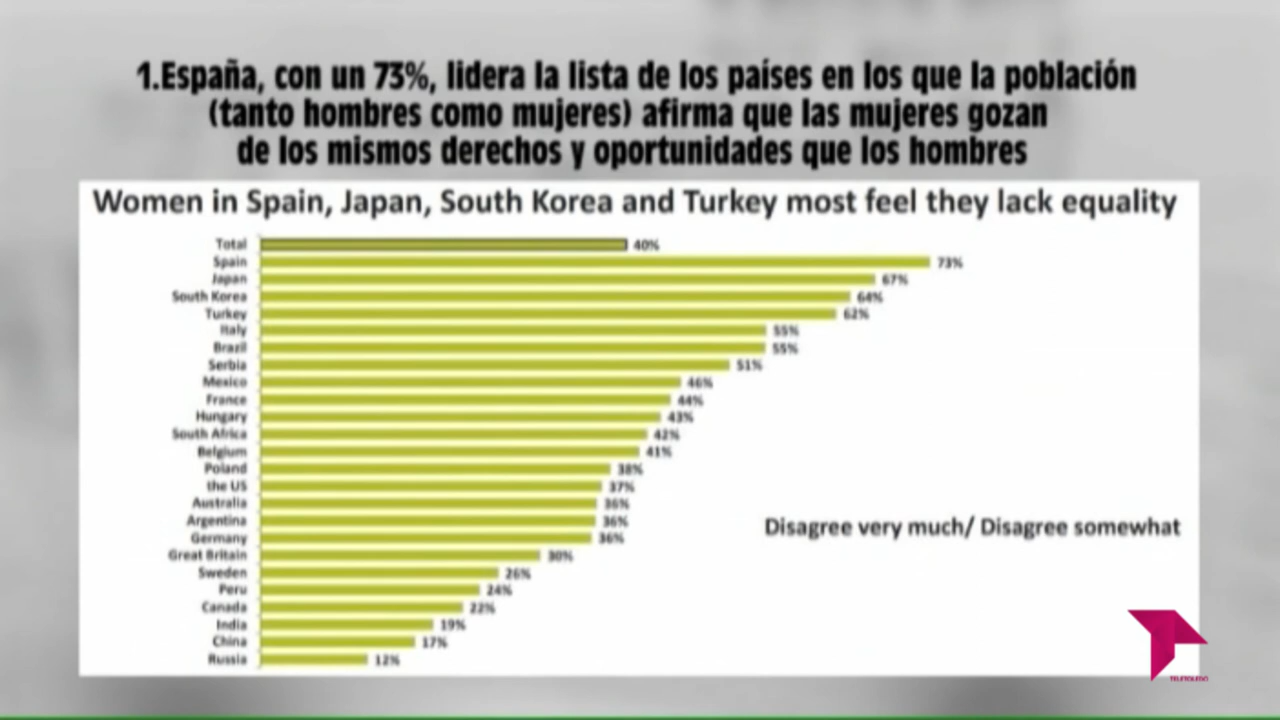 1.España, con un 73%, lidera la lista de los países en los que la población
(tanto hombres como mujeres) afirma que las mujeres gozan
de los mismos derechos y oportunidades que los hombres
Women in Spain, Japan, South Korea and Turkey most feel they lack equality
Total 40%
Spain 73%
Japan 67%
South Korea 64%
Turkey 62%
Italy 55%
Brazil 55%
Serbia 51%
Mexico 46%
France 44%
Hungary 43%
South Africa 42%
Belgium 41%
Poland 38%
the US 37%
Australia 36%
Argentina 36%
Disagree very much/ Disagree somewhat
Germany 36%
Great Britain 30%
Sweden 26%
Peru 24%
Canada 22%
India 19%
China 17%
Russia 12%
TELETOLEDO